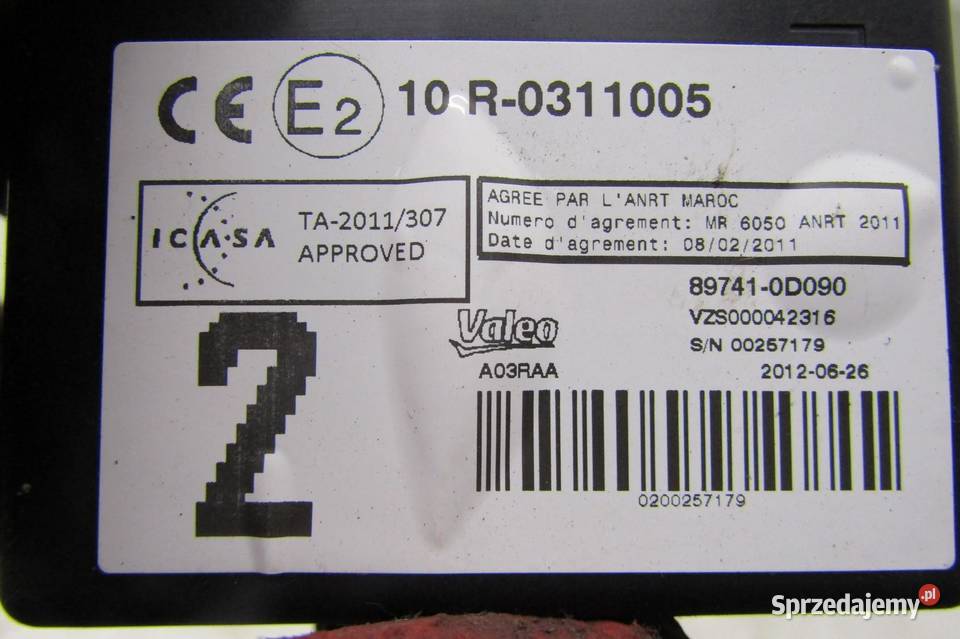 CE E2 10 R-0311005
ICASA
TA-2011/307
APPROVED
AGREE PAR L'ANRT MAROC
Numero d'agrement: MR 6050 ANRT 2011
Date d'agrement: 08/02/2011
89741-0D090
VZS000042316
S/N 00257179
Valeo
A03RAA
2012-06-26
2
0200257179
Sprzedajemy.pl